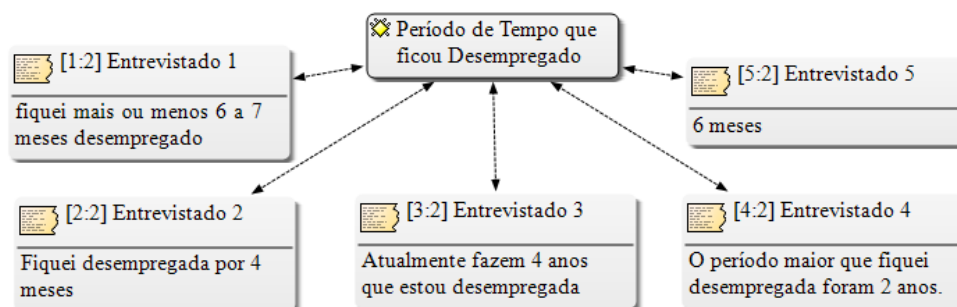 Período de Tempo que
ficou Desempregado
[1:2] Entrevistado 1
fiquei mais ou menos 6 a 7
meses desempregado
[5:2] Entrevistado 5
6 meses
[2:2] Entrevistado 2
Fiquei desempregada por 4
meses
[3:2] Entrevistado 3
Atualmente fazem 4 anos
que estou desempregada
[4:2] Entrevistado 4
O período maior que fiquei
desempregada foram 2 anos.